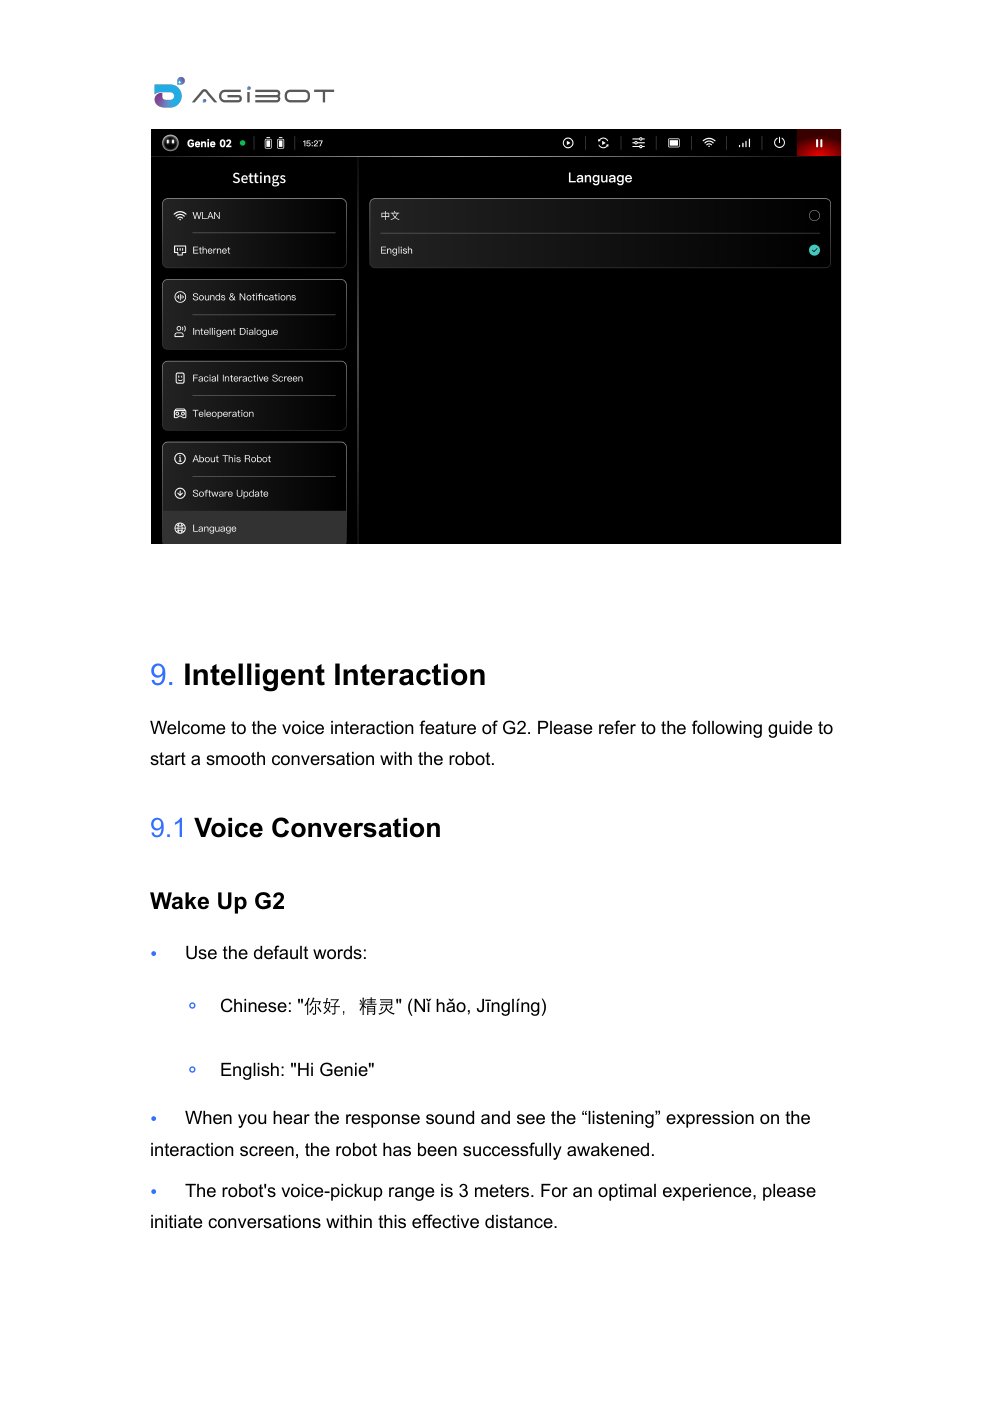 AGIBOT
Genie 02 15:27
Settings
Language
WLAN
Ethernet
Sounds & Notifications
Intelligent Dialogue
Facial Interactive Screen
Teleoperation
About This Robot
Software Update
Language
中文
English
9. Intelligent Interaction
Welcome to the voice interaction feature of G2. Please refer to the following guide to
start a smooth conversation with the robot.
9.1 Voice Conversation
Wake Up G2
• Use the default words:
◦ Chinese: "你好，精灵" (Nǐ hǎo, Jīnglíng)
◦ English: "Hi Genie"
• When you hear the response sound and see the “listening” expression on the
interaction screen, the robot has been successfully awakened.
• The robot's voice-pickup range is 3 meters. For an optimal experience, please
initiate conversations within this effective distance.